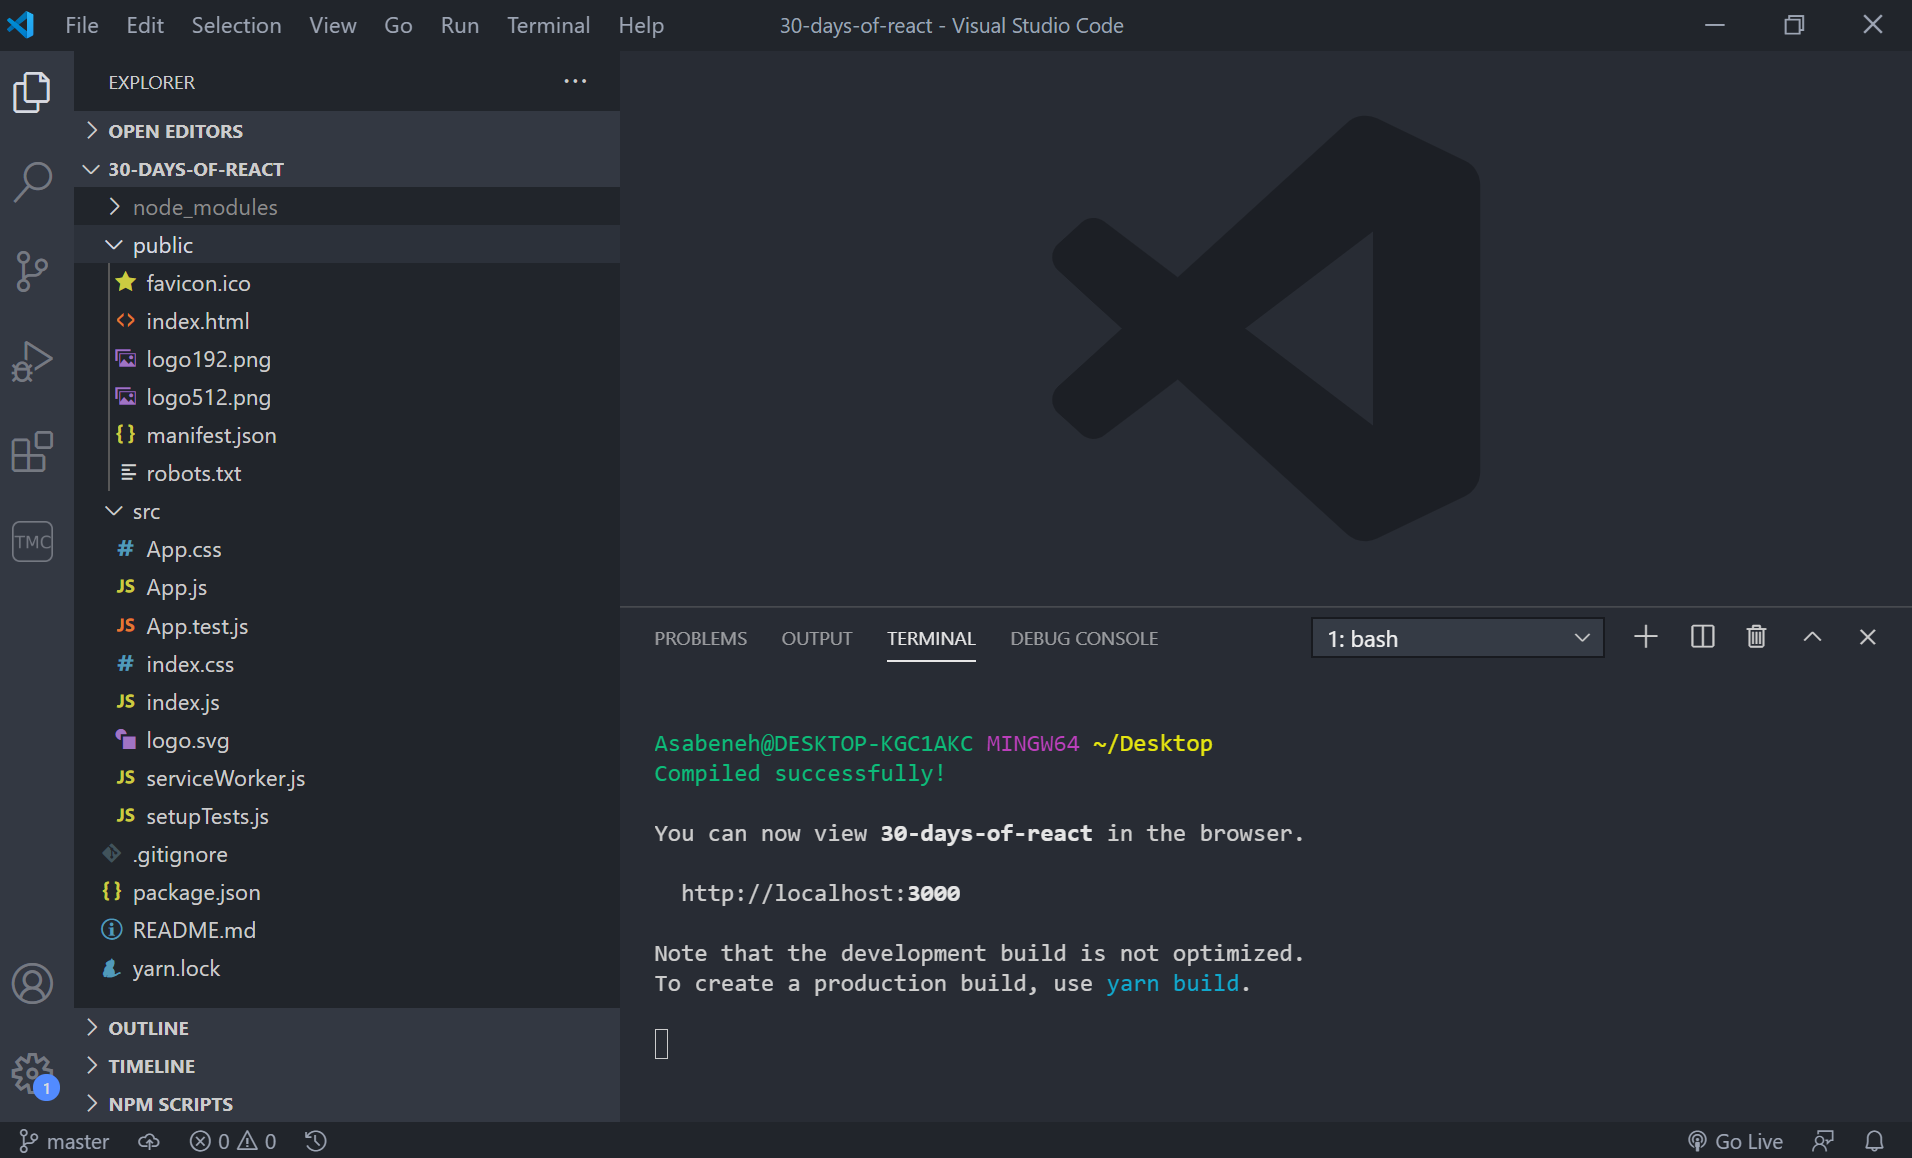 File Edit Selection View Go Run Terminal Help 30-days-of-react - Visual Studio Code
EXPLORER
OPEN EDITORS
30-DAYS-OF-REACT
node_modules
public
favicon.ico
index.html
logo192.png
logo512.png
{} manifest.json
robots.txt
src
# App.css
JS App.js
JS App.test.js
# index.css
JS index.js
logo.svg
JS serviceWorker.js
JS setupTests.js
.gitignore
{} package.json
README.md
yarn.lock
OUTLINE
TIMELINE
NPM SCRIPTS
TMC
1
PROBLEMS OUTPUT TERMINAL DEBUG CONSOLE 1: bash
Asabeneh@DESKTOP-KGC1AKC MINGW64 ~/Desktop
Compiled successfully!
You can now view 30-days-of-react in the browser.
http://localhost:3000
Note that the development build is not optimized.
To create a production build, use yarn build.
master 0 0 Go Live